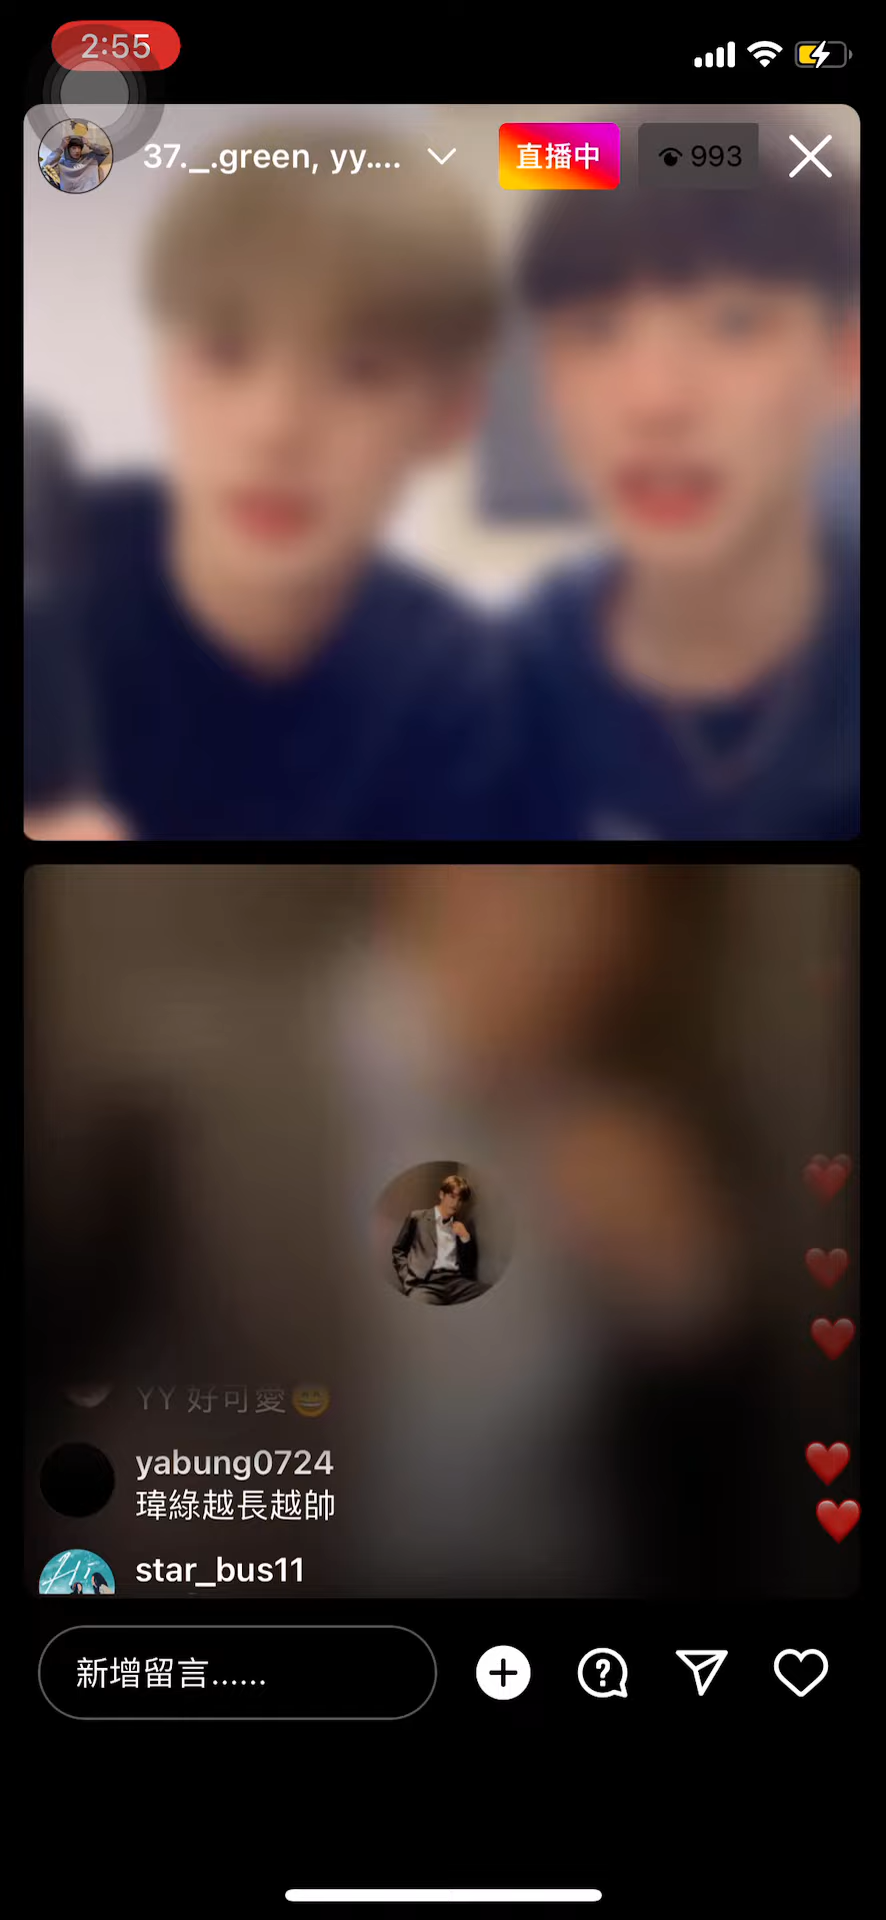 2:55
37._.green, yy....
直播中
993
YY 好可愛😄
yabung0724
瑋綠越長越帥
star_bus11
新增留言......